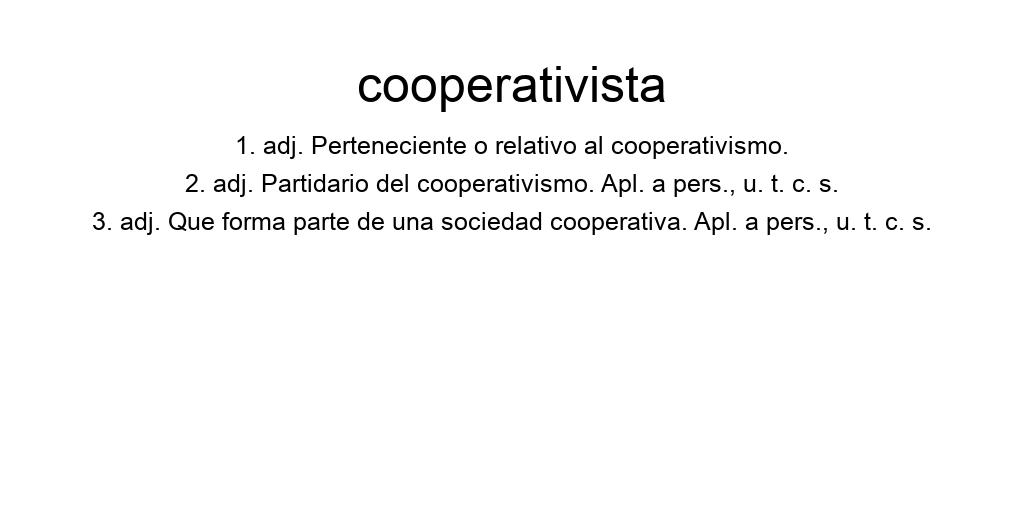 cooperativista
1. adj. Perteneciente o relativo al cooperativismo.
2. adj. Partidario del cooperativismo. Apl. a pers., u. t. c. s.
3. adj. Que forma parte de una sociedad cooperativa. Apl. a pers., u. t. c. s.